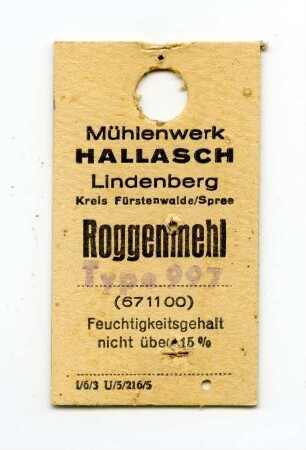 Mühlenwerk
HALLASCH
Lindenberg
Kreis Fürstenwalde/Spree
Roggenmehl
Type 997
(671100)
Feuchtigkeitsgehalt
nicht über 15 %
I/6/3 U/5/216/5